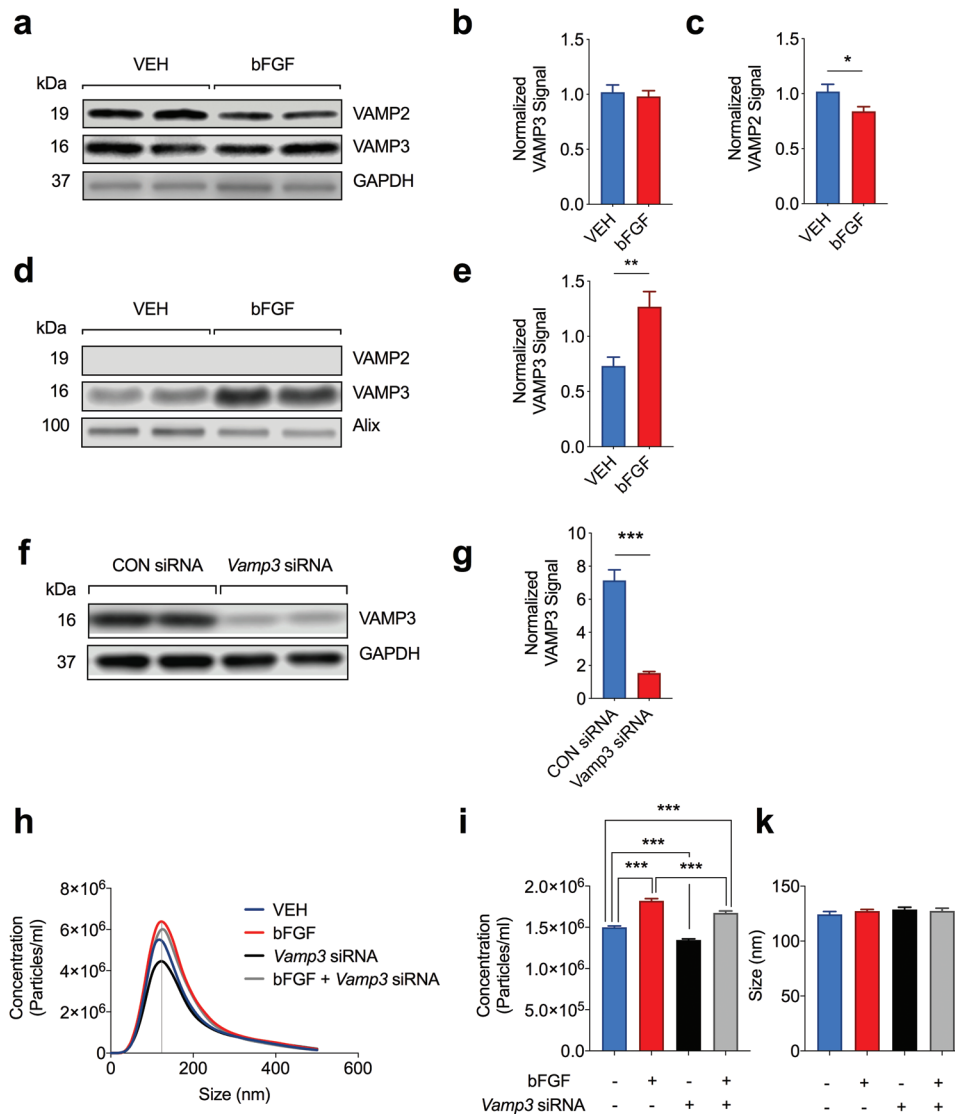 a
kDa
VEH bFGF
19 VAMP2
16 VAMP3
37 GAPDH
b
Normalized
VAMP3 Signal
1.5
1.0
0.5
0.0
VEH
bFGF
c
Normalized
VAMP2 Signal
1.5
1.0
0.5
0.0
*
VEH
bFGF
d
kDa
VEH bFGF
19 VAMP2
16 VAMP3
100 Alix
e
Normalized
VAMP3 Signal
1.5
1.0
0.5
0.0
**
VEH
bFGF
f
kDa
CON siRNA Vamp3 siRNA
16 VAMP3
37 GAPDH
g
Normalized
VAMP3 Signal
10
8
6
4
2
0
***
CON siRNA
Vamp3 siRNA
h
Concentration
(Particles/ml)
8×10⁶
6×10⁶
4×10⁶
2×10⁶
0
0 200 400 600
Size (nm)
VEH
bFGF
Vamp3 siRNA
bFGF + Vamp3 siRNA
i
Concentration
(Particles/ml)
2.0×10⁶
1.5×10⁶
1.0×10⁶
5.0×10⁵
0.0
***
***
*** ***
bFGF - + - +
Vamp3 siRNA - - + +
k
Size (nm)
150
100
50
0
- + - +
- - + +